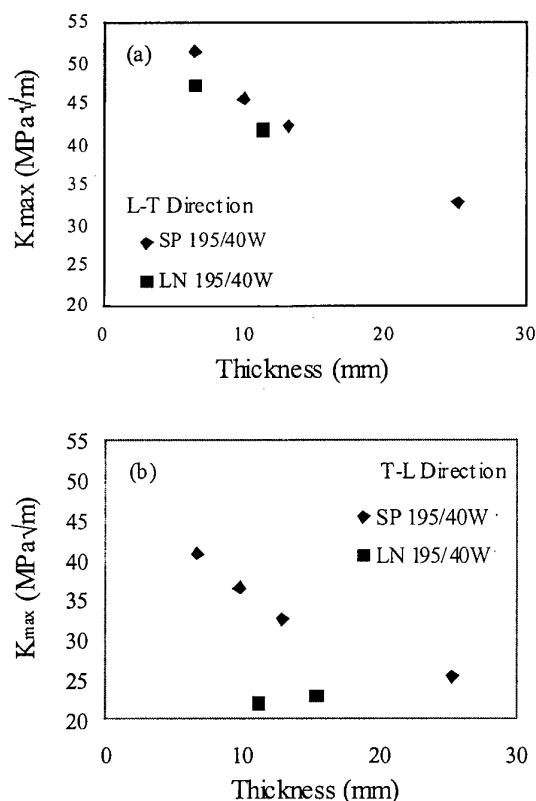 55
(a)
50
45
40
35
30
25
20
Kmax (MPa√m)
L-T Direction
SP 195/40W
LN 195/40W
0
10
20
30
Thickness (mm)
55
(b)
T-L Direction
50
SP 195/40W
45
LN 195/40W
40
35
30
25
20
Kmax (MPa√m)
0
10
20
30
Thickness (mm)